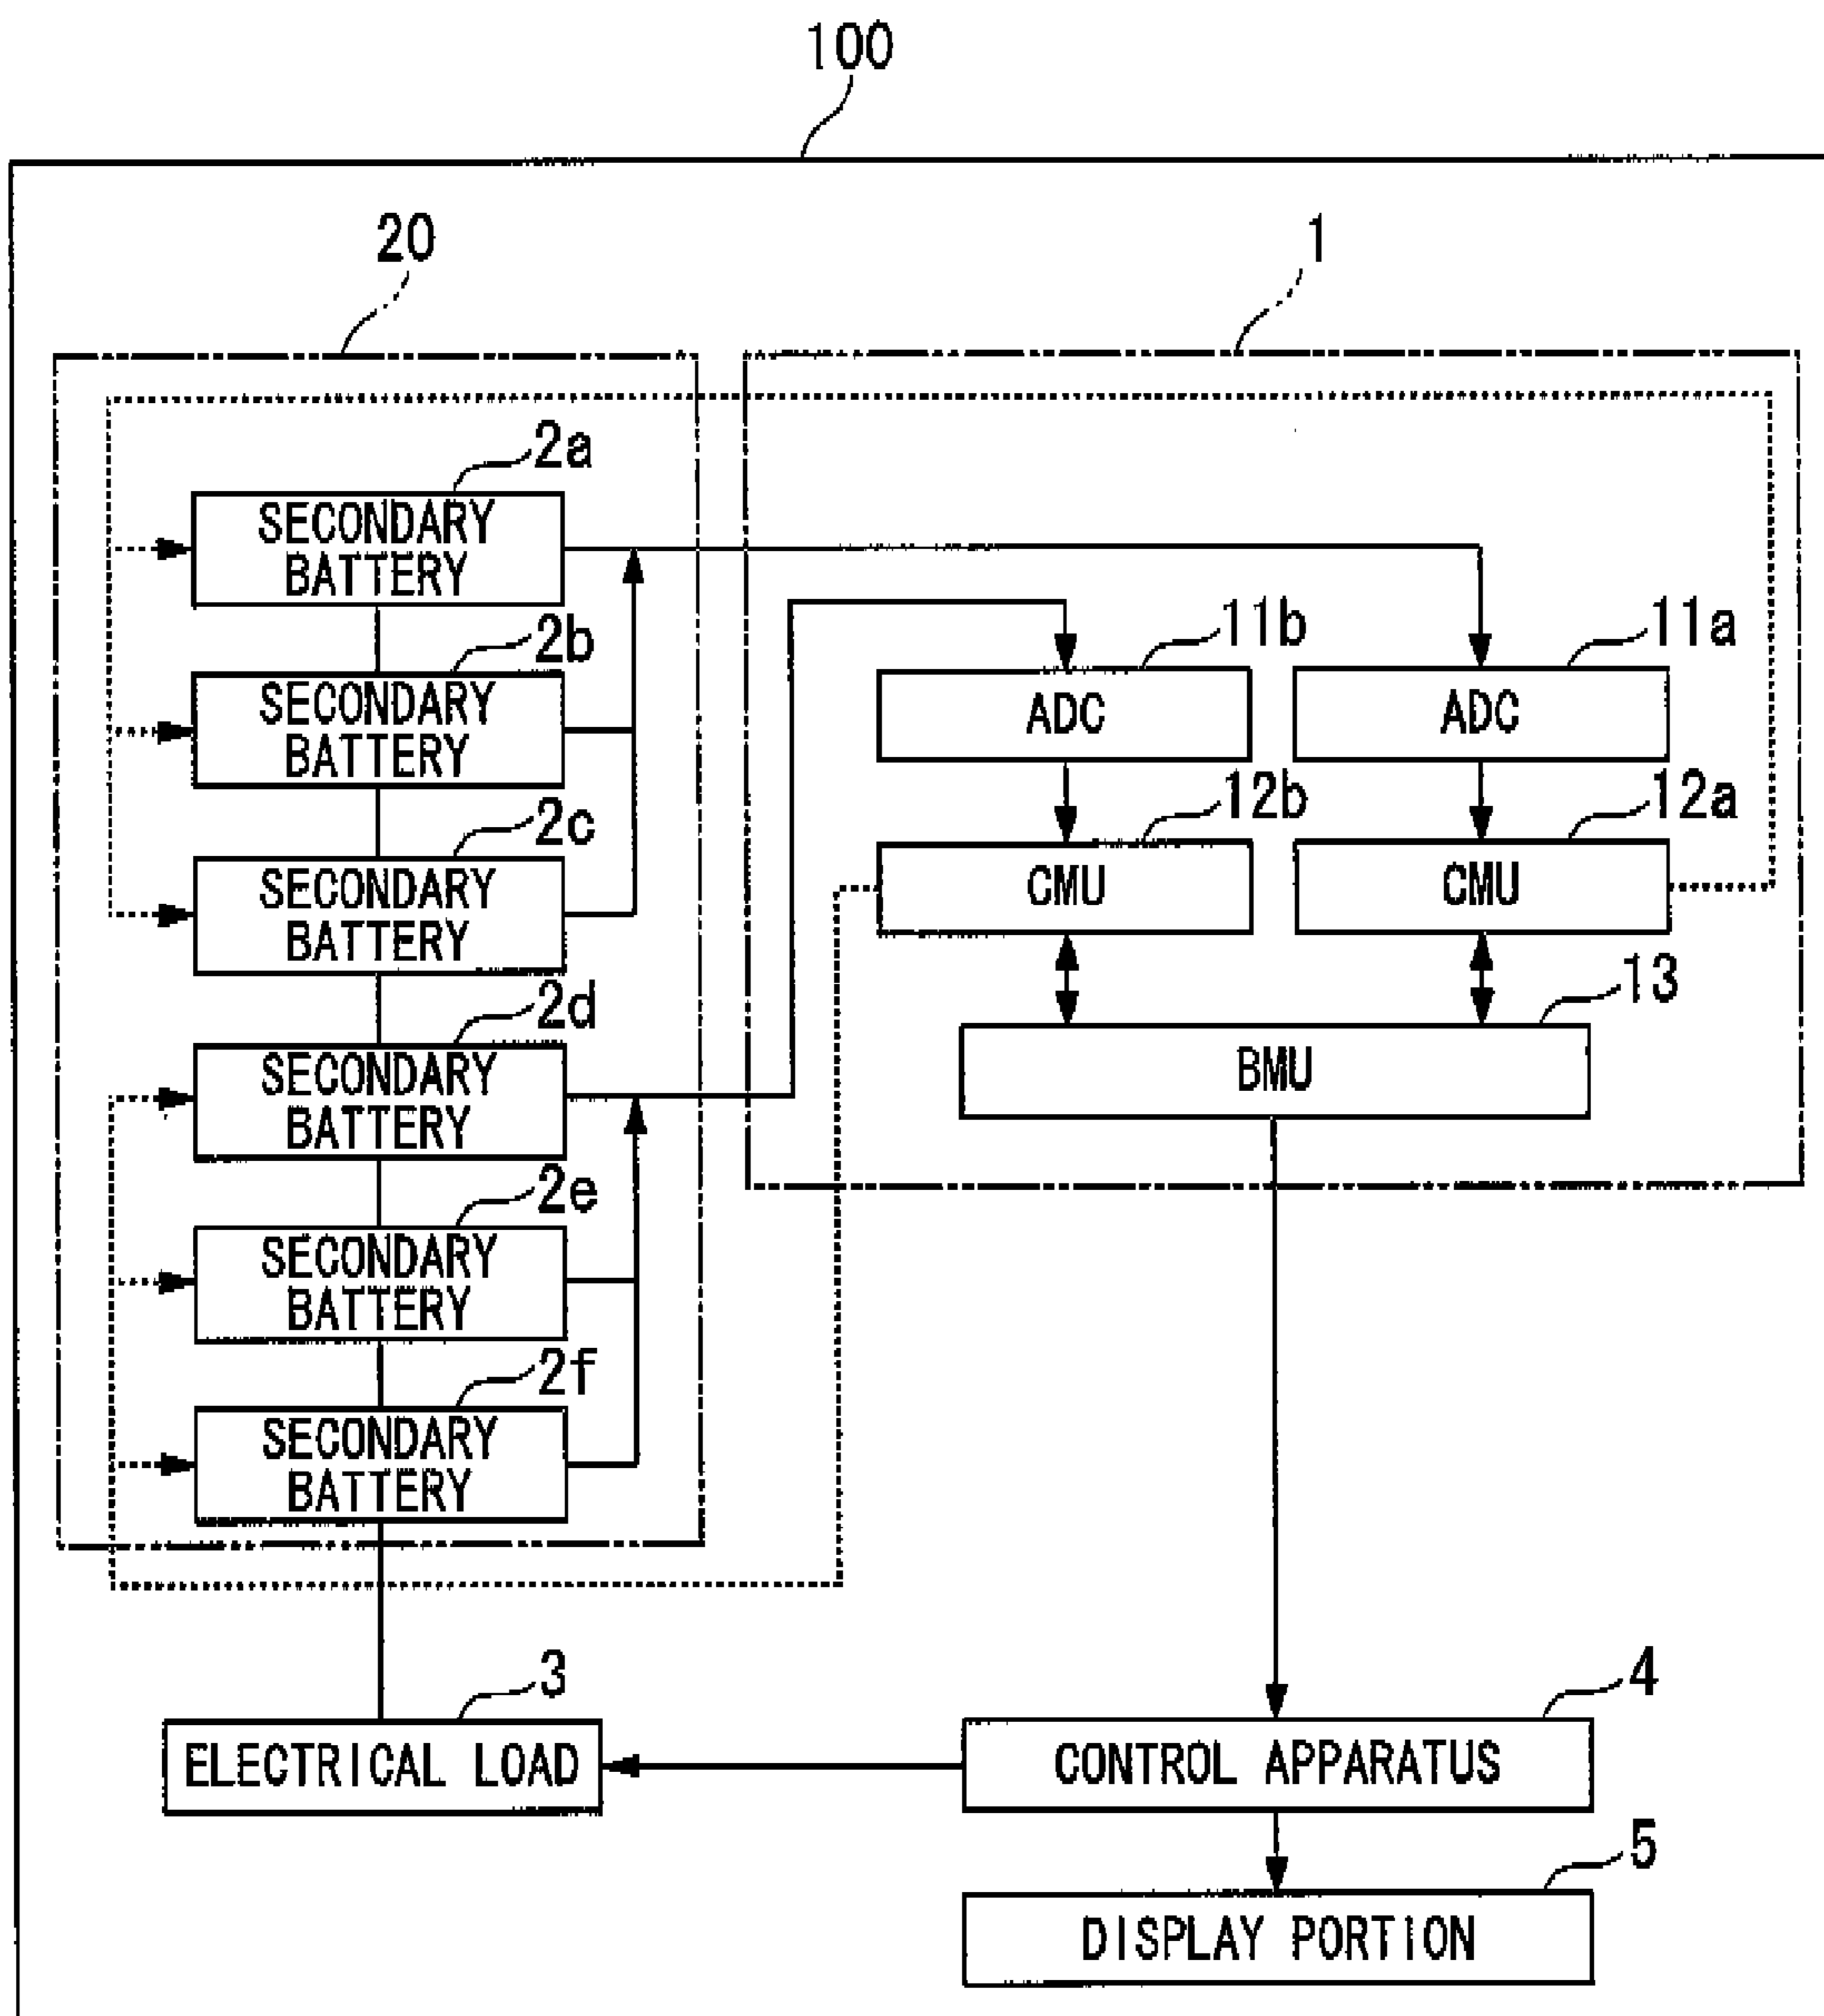 100
20
1
2a
SECONDARY
BATTERY
2b
SECONDARY
BATTERY
2c
SECONDARY
BATTERY
2d
SECONDARY
BATTERY
2e
SECONDARY
BATTERY
2f
SECONDARY
BATTERY
11b
ADC
11a
ADC
12b
CMU
12a
CMU
13
BMU
3
ELECTRICAL LOAD
4
CONTROL APPARATUS
5
DISPLAY PORTION